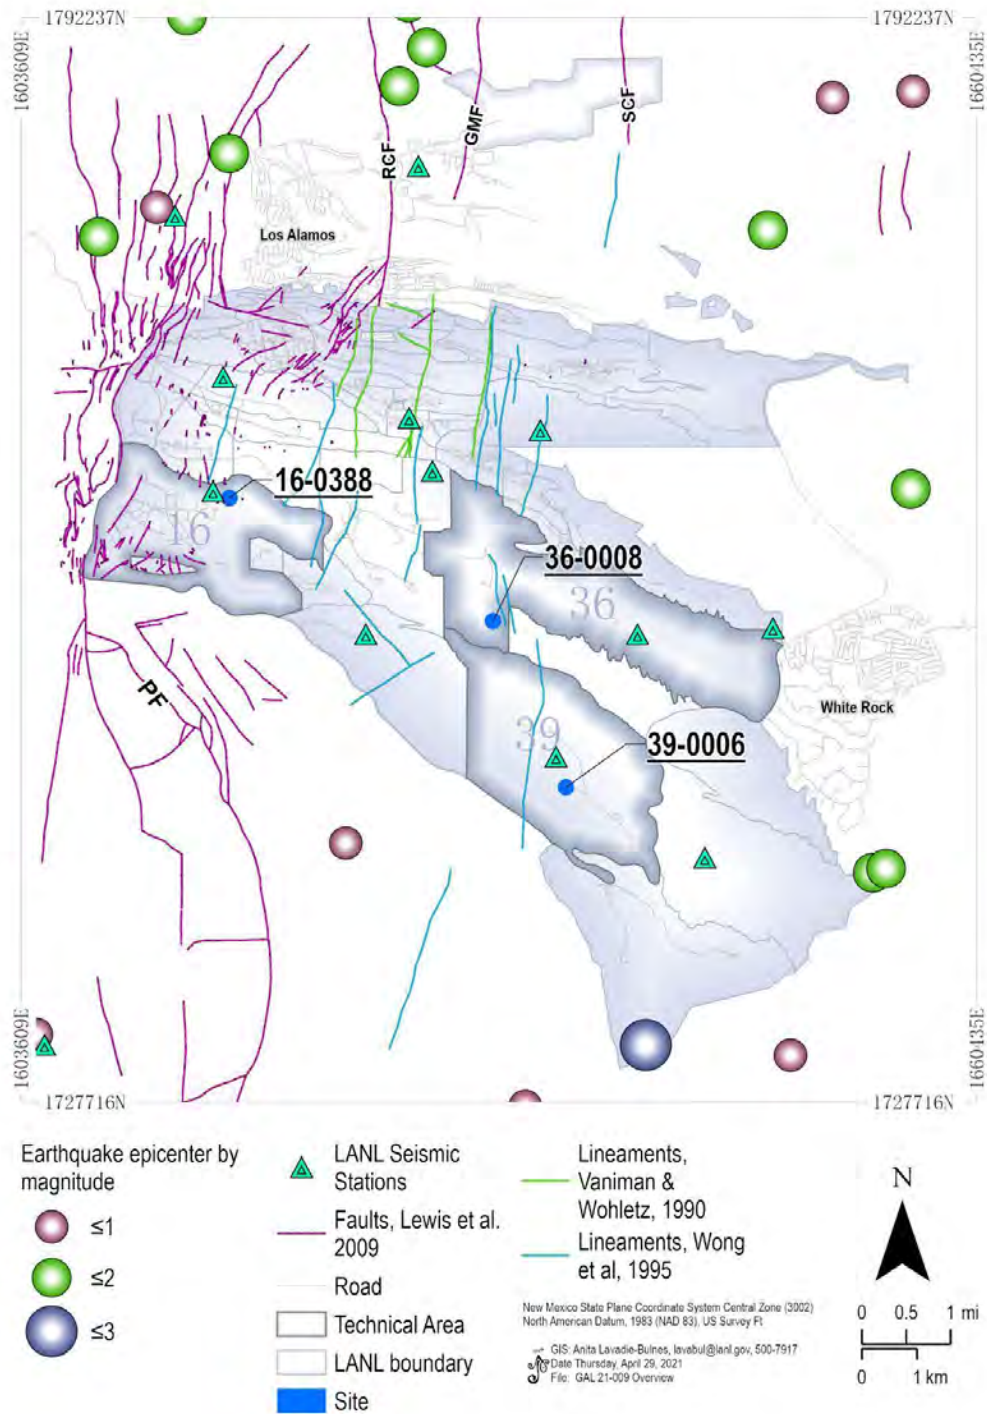 1792237N
1792237N
1603609E
1660435E
RCF
GMF
SCF
Los Alamos
16-0388
16
36-0008
36
PF
39
39-0006
White Rock
1603609E
1660435E
1727716N
1727716N
Earthquake epicenter by
magnitude
≤1
≤2
≤3
LANL Seismic
Stations
Faults, Lewis et al.
2009
Road
Technical Area
LANL boundary
Site
Lineaments,
Vaniman &
Wohletz, 1990
Lineaments, Wong
et al, 1995
New Mexico State Plane Coordinate System Central Zone (3002)
North American Datum, 1983 (NAD 83), US Survey Ft
GIS: Anita Lavadie-Bulnes, lavabul@lanl.gov, 500-7917
Date Thursday, April 29, 2021
File: GAL 21-009 Overview
N
0 0.5 1 mi
0 1 km